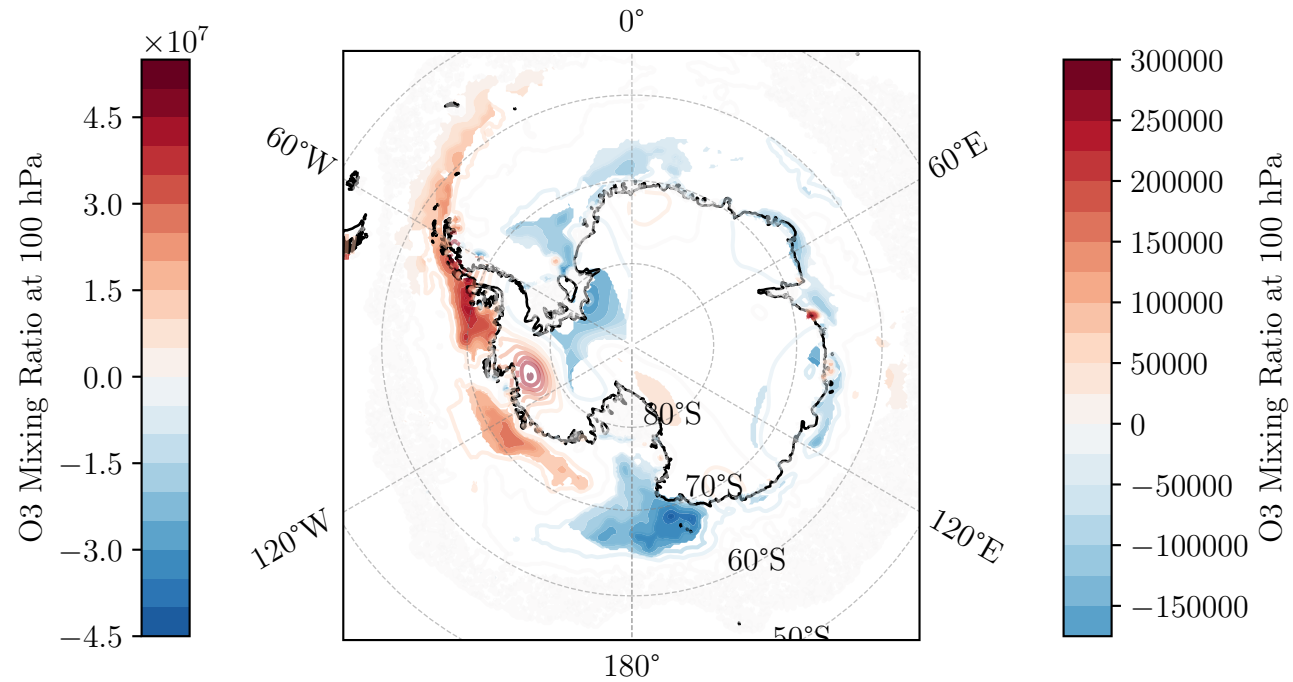 0°
×10⁷
4.5
3.0
1.5
0.0
−1.5
−3.0
−4.5
O3 Mixing Ratio at 100 hPa
60°W
60°E
120°W
120°E
180°
80°S
70°S
60°S
50°S
300000
250000
200000
150000
100000
50000
0
−50000
−100000
−150000
O3 Mixing Ratio at 100 hPa